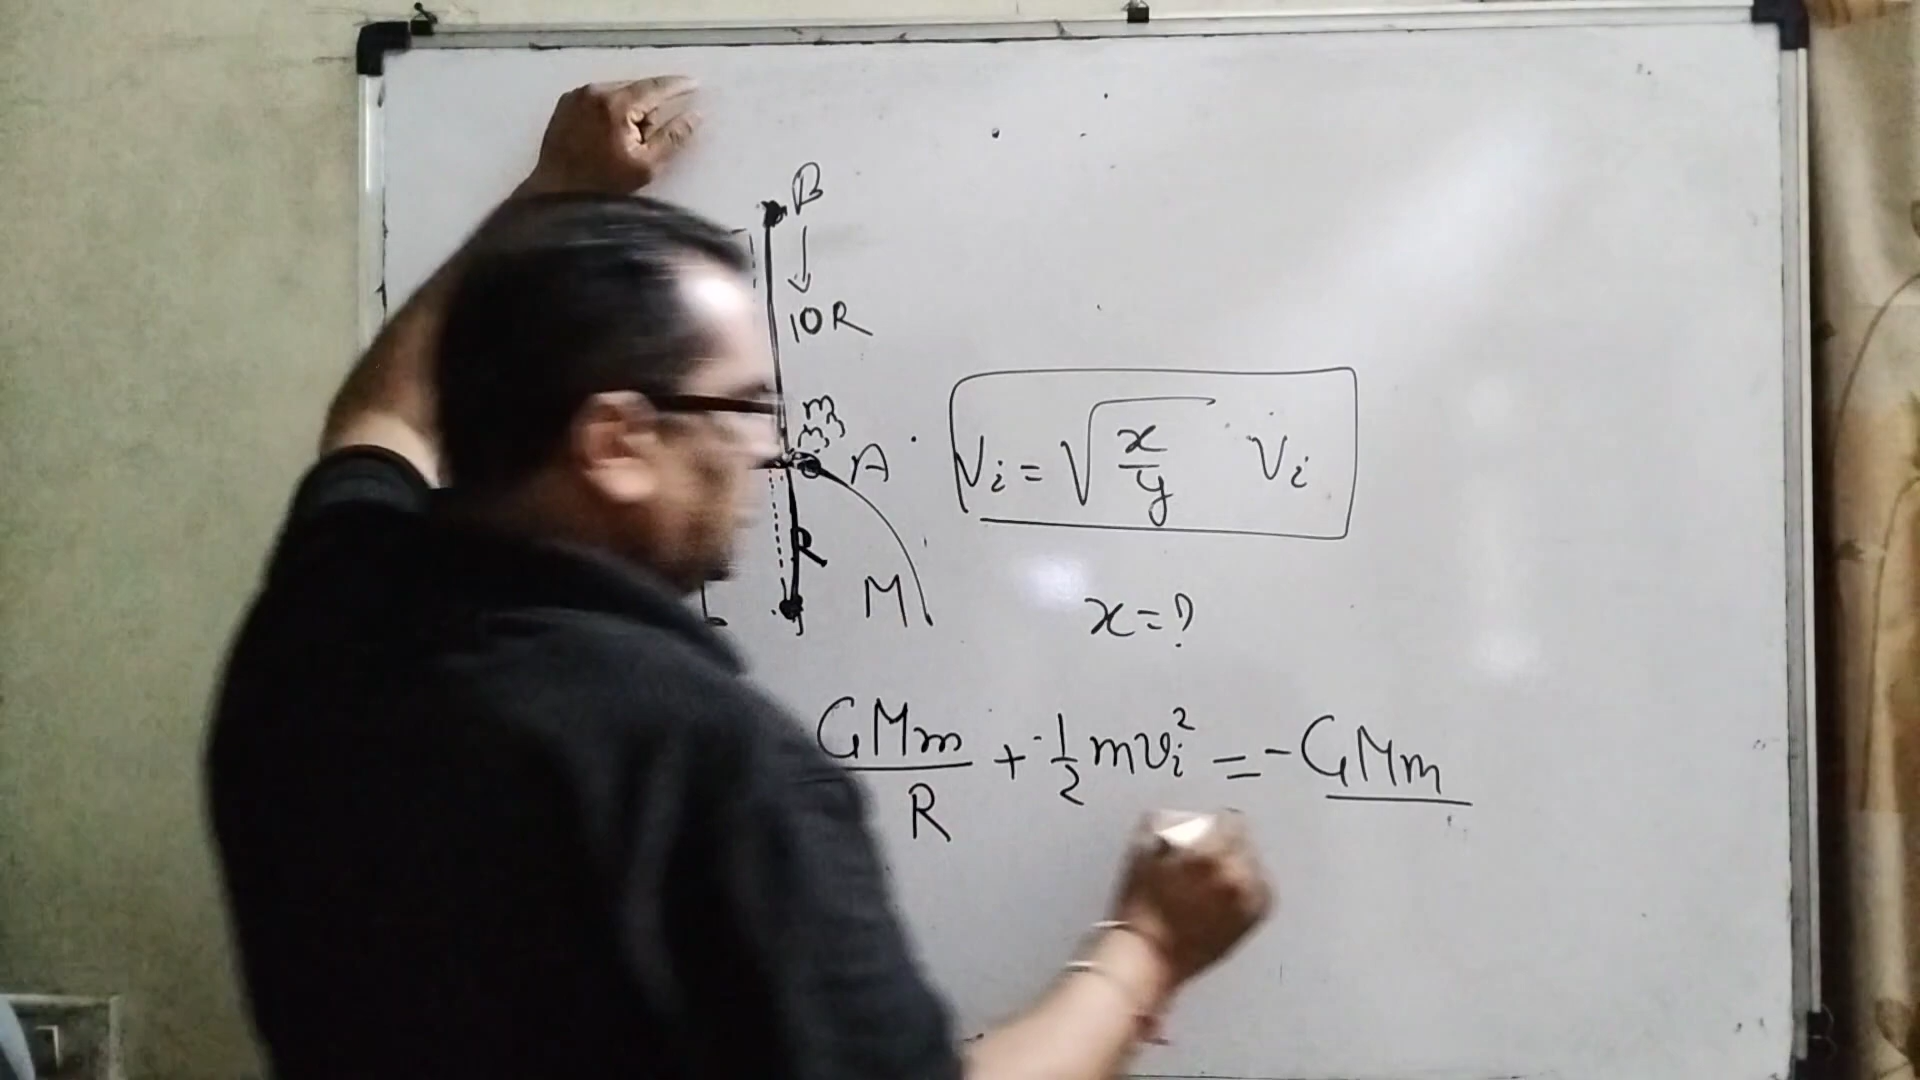 B
10R
m
A
R
M
Vi = √x/y Vi
x = ?
GMm/R + 1/2 mvi² = - GMm